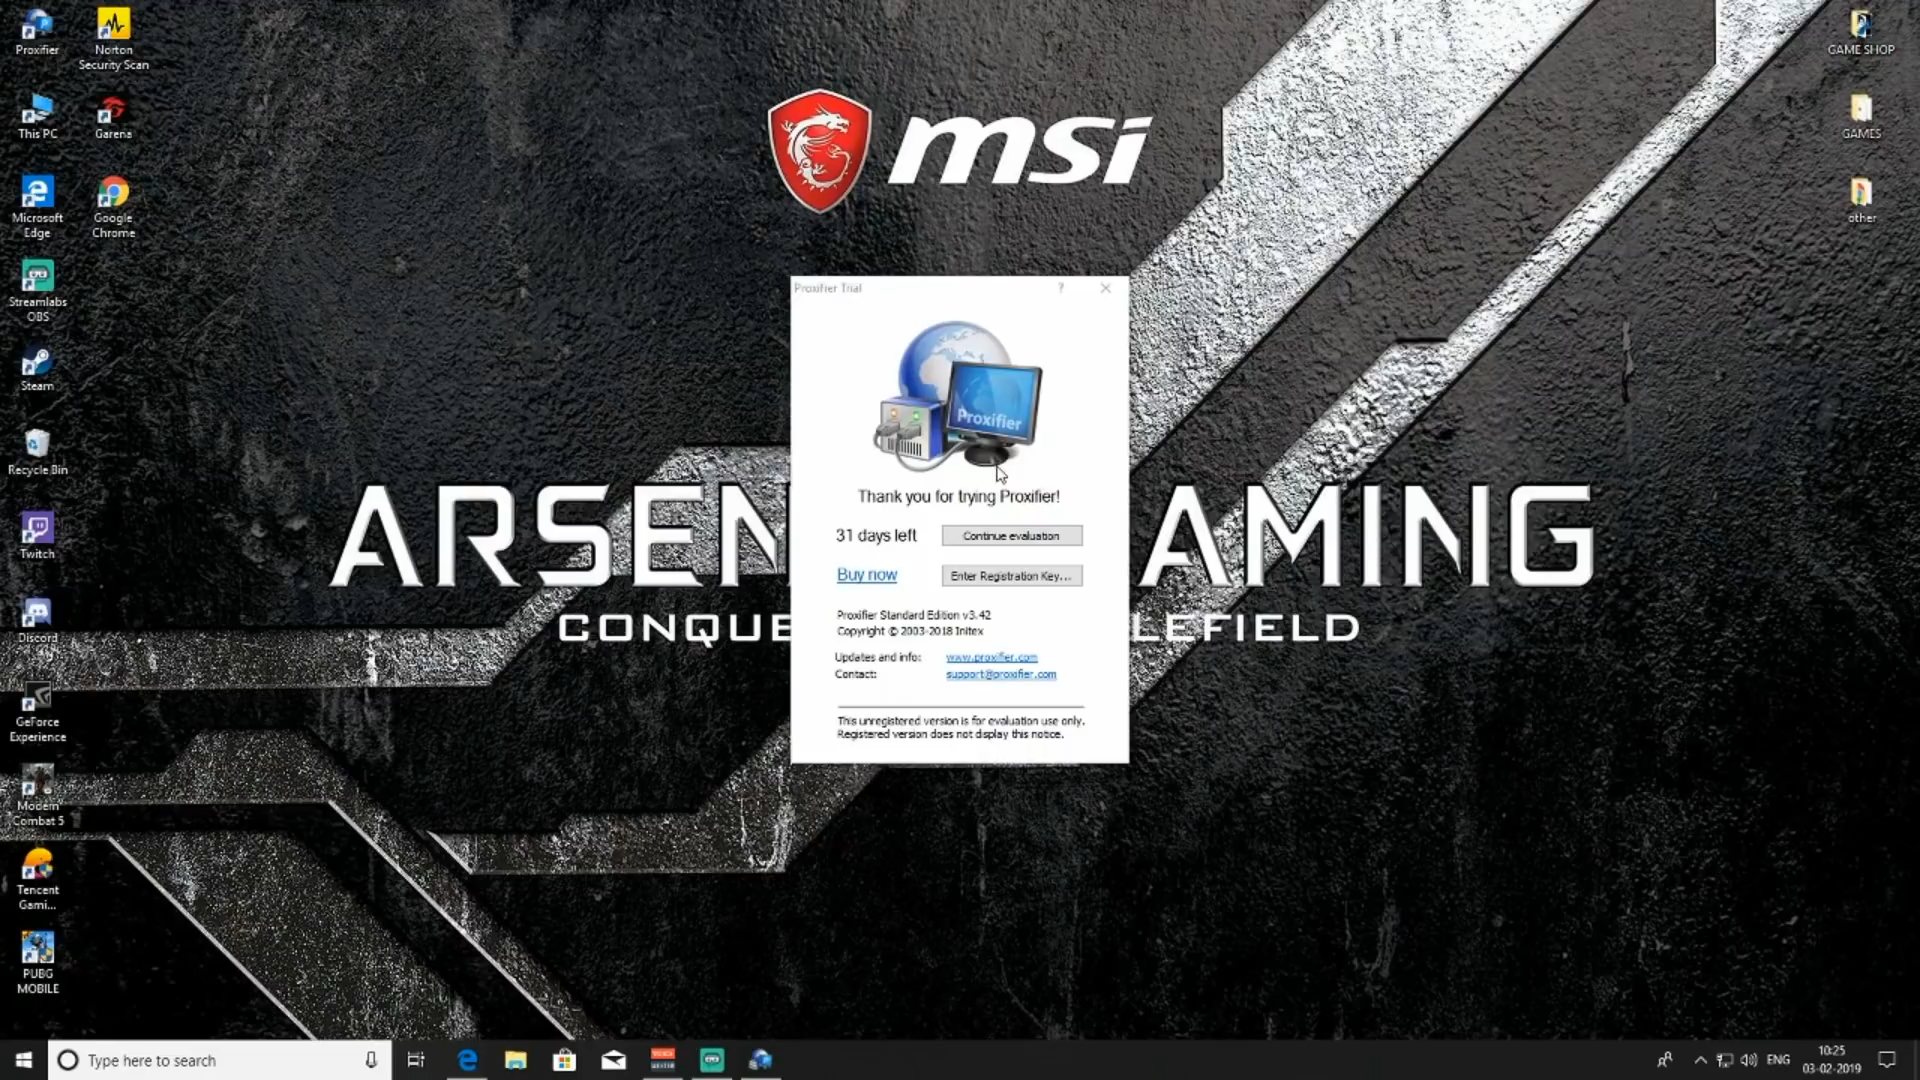 Proxifier
Norton
Security Scan
This PC
Garena
Microsoft
Edge
Google
Chrome
Streamlabs
OBS
Steam
Recycle Bin
Twitch
Discord
GeForce
Experience
Modern
Combat 5
Tencent
Gami...
PUBG
MOBILE
GAME SHOP
GAMES
other
msi
ARSEN
AMING
CONQUE
LEFIELD
Proxifier Trial
?
Proxifier
Thank you for trying Proxifier!
31 days left
Continue evaluation
Buy now
Enter Registration Key...
Proxifier Standard Edition v3.42
Copyright © 2003-2018 Initex
Updates and info: www.proxifier.com
Contact: support@proxifier.com
This unregistered version is for evaluation use only.
Registered version does not display this notice.
Type here to search
ENG
10:25
03-02-2019